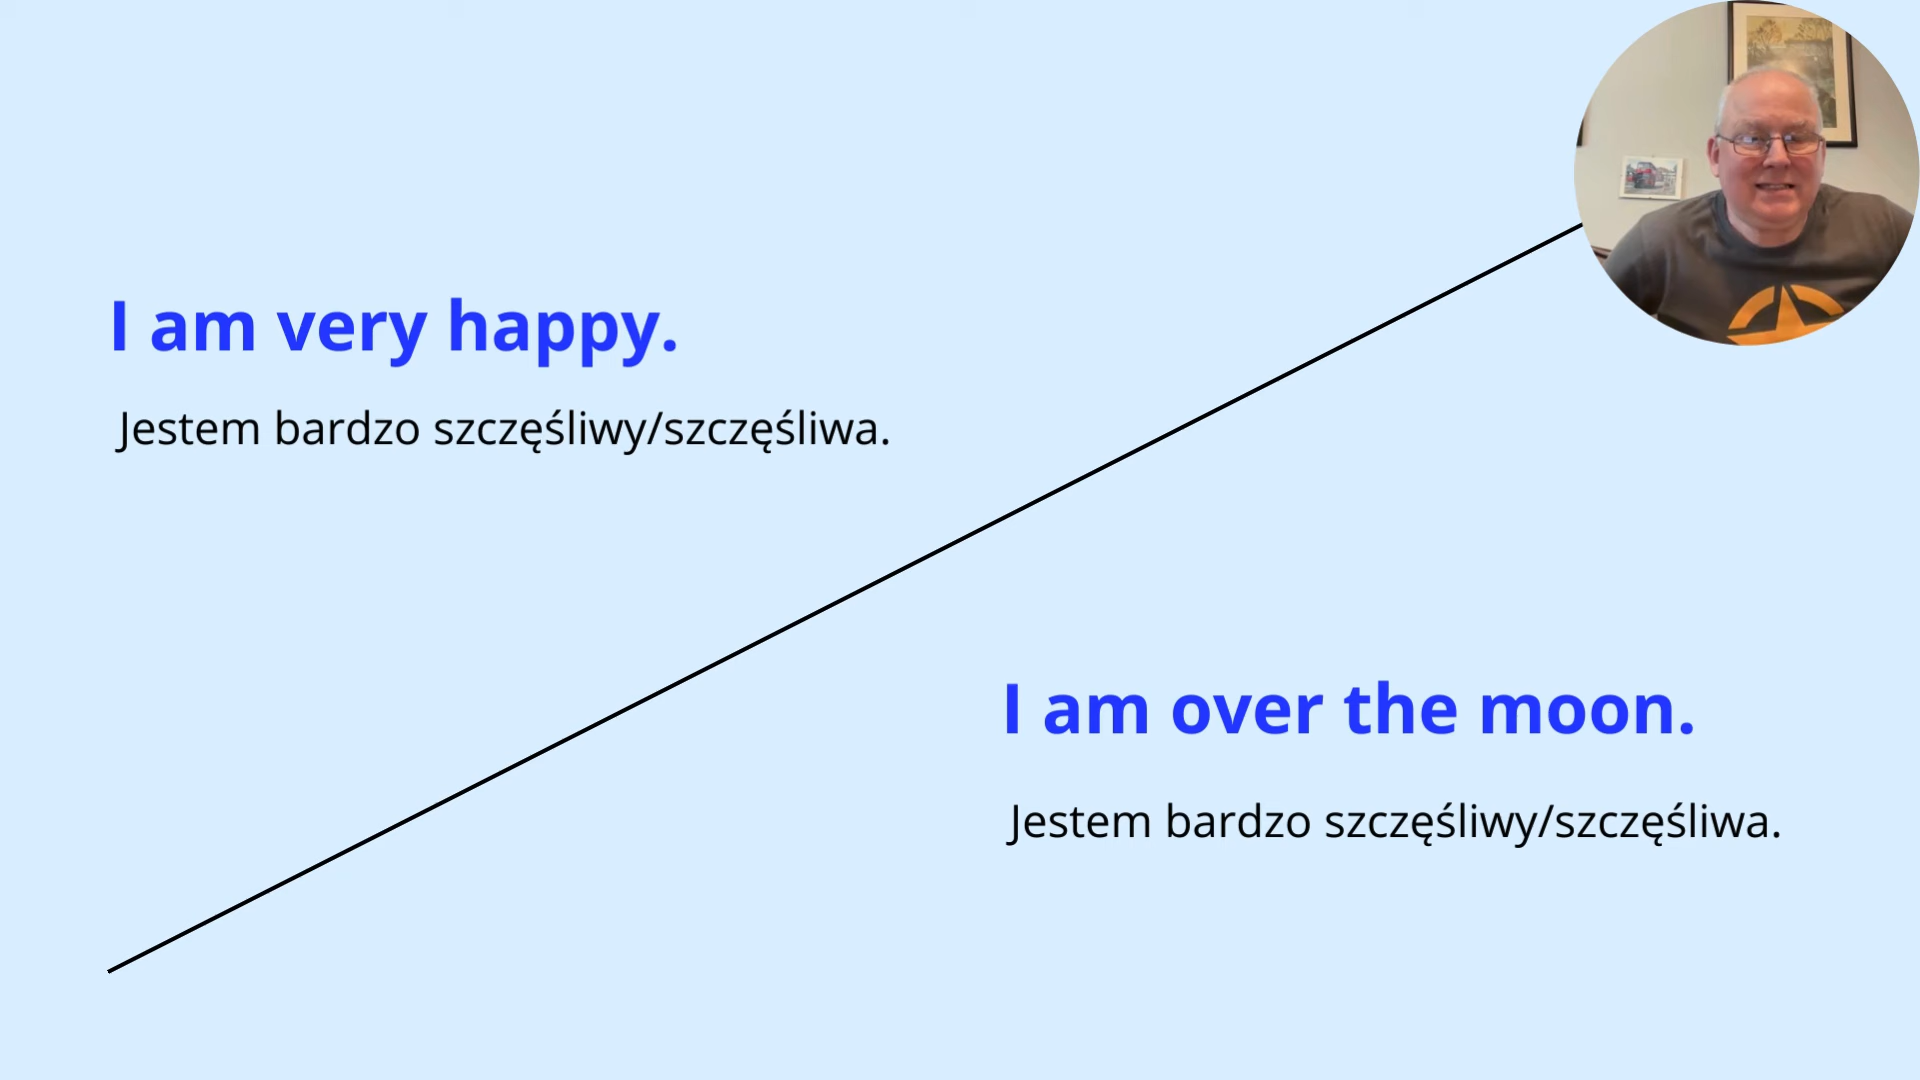 I am very happy.
Jestem bardzo szczęśliwy/szczęśliwa.
I am over the moon.
Jestem bardzo szczęśliwy/szczęśliwa.